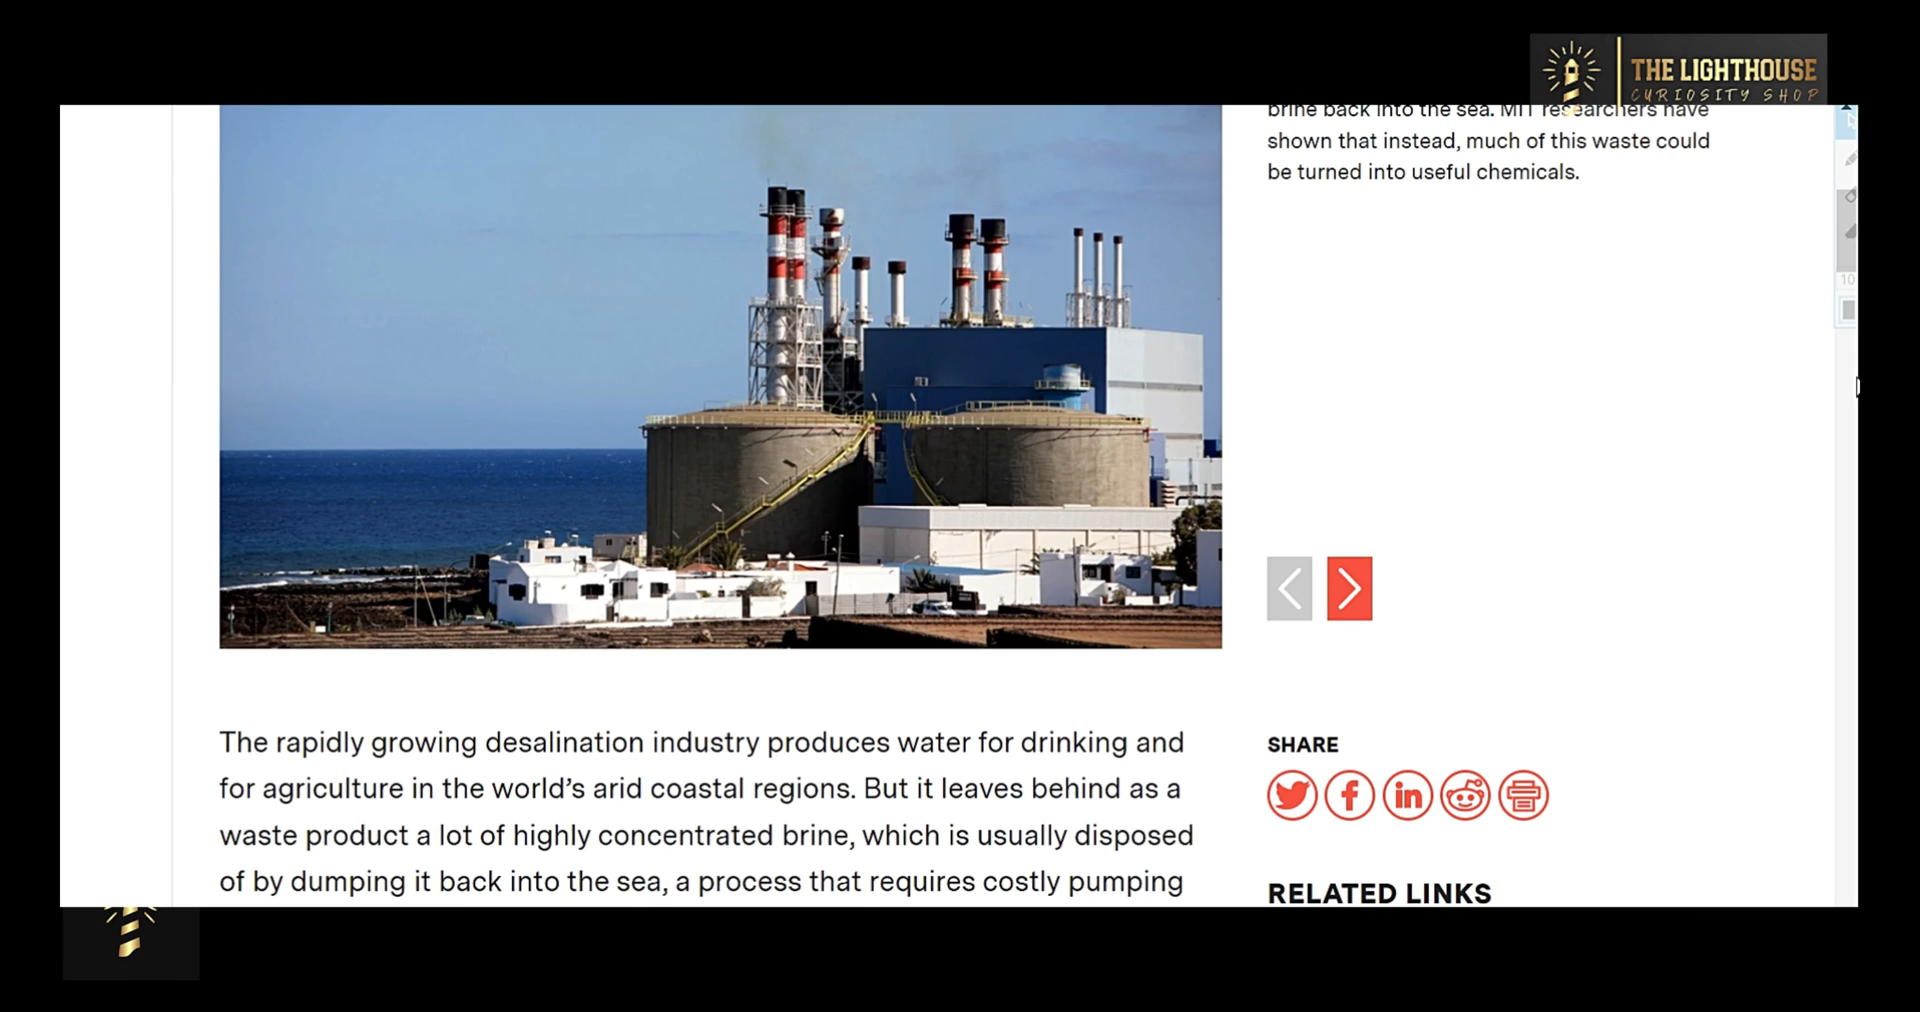 THE LIGHTHOUSE
CURIOSITY SHOP
brine back into the sea. MIT researchers have
shown that instead, much of this waste could
be turned into useful chemicals.
10
The rapidly growing desalination industry produces water for drinking and
for agriculture in the world’s arid coastal regions. But it leaves behind as a
waste product a lot of highly concentrated brine, which is usually disposed
of by dumping it back into the sea, a process that requires costly pumping
SHARE
RELATED LINKS